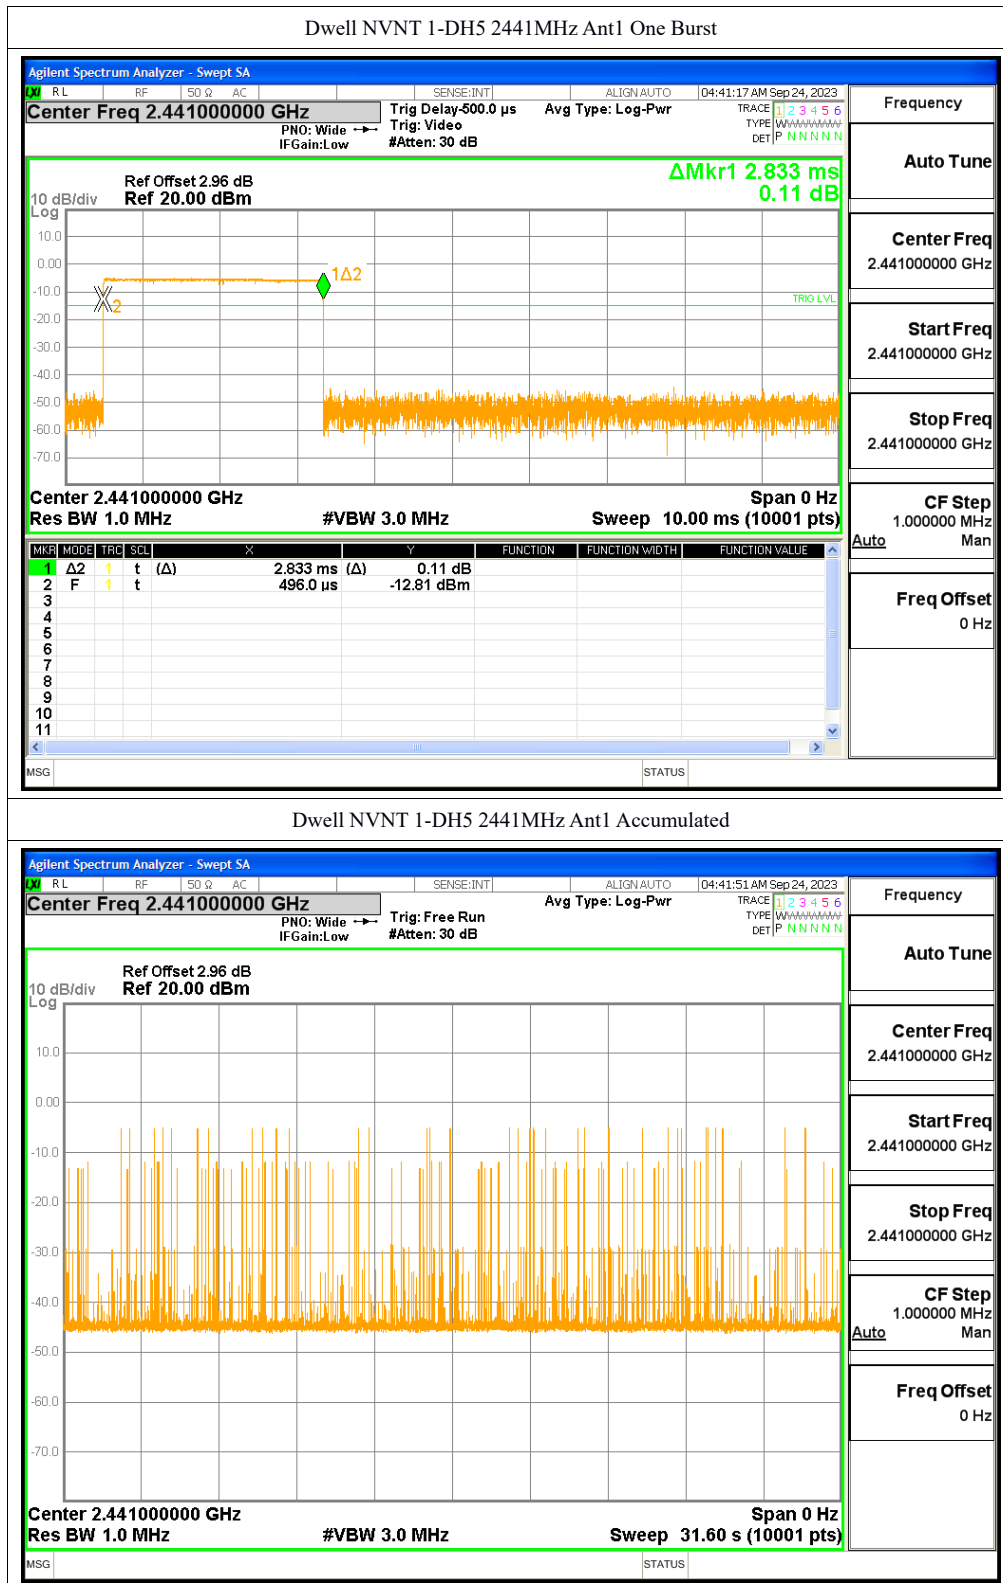 Dwell NVNT 1-DH5 2441MHz Ant1 One Burst
Agilent Spectrum Analyzer - Swept SA
LXI RL RF 50 Ω AC SENSE:INT ALIGN AUTO 04:41:17 AM Sep 24, 2023
Center Freq 2.441000000 GHz
Trig Delay-500.0 µs Avg Type: Log-Pwr TRACE 1 2 3 4 5 6
PNO: Wide Trig: Video TYPE WWWWWW
IFGain:Low #Atten: 30 dB DET P N N N N N
ΔMkr1 2.833 ms
0.11 dB
Ref Offset 2.96 dB
10 dB/div Ref 20.00 dBm
Log
10.0
0.00
-10.0
-20.0
-30.0
-40.0
-50.0
-60.0
-70.0
1Δ2
2
TRIG LVL
Center 2.441000000 GHz Span 0 Hz
Res BW 1.0 MHz #VBW 3.0 MHz Sweep 10.00 ms (10001 pts)
MKR MODE TRC SCL X Y FUNCTION FUNCTION WIDTH FUNCTION VALUE
1 Δ2 1 t (Δ) 2.833 ms (Δ) 0.11 dB
2 F 1 t 496.0 µs -12.81 dBm
3
4
5
6
7
8
9
10
11
MSG STATUS
Frequency
Auto Tune
Center Freq
2.441000000 GHz
Start Freq
2.441000000 GHz
Stop Freq
2.441000000 GHz
CF Step
1.000000 MHz
Auto Man
Freq Offset
0 Hz
Dwell NVNT 1-DH5 2441MHz Ant1 Accumulated
Agilent Spectrum Analyzer - Swept SA
LXI RL RF 50 Ω AC SENSE:INT ALIGN AUTO 04:41:51 AM Sep 24, 2023
Center Freq 2.441000000 GHz
Avg Type: Log-Pwr TRACE 1 2 3 4 5 6
PNO: Wide Trig: Free Run TYPE WWWWWW
IFGain:Low #Atten: 30 dB DET P N N N N N
Ref Offset 2.96 dB
10 dB/div Ref 20.00 dBm
Log
10.0
0.00
-10.0
-20.0
-30.0
-40.0
-50.0
-60.0
-70.0
Center 2.441000000 GHz Span 0 Hz
Res BW 1.0 MHz #VBW 3.0 MHz Sweep 31.60 s (10001 pts)
MSG STATUS
Frequency
Auto Tune
Center Freq
2.441000000 GHz
Start Freq
2.441000000 GHz
Stop Freq
2.441000000 GHz
CF Step
1.000000 MHz
Auto Man
Freq Offset
0 Hz